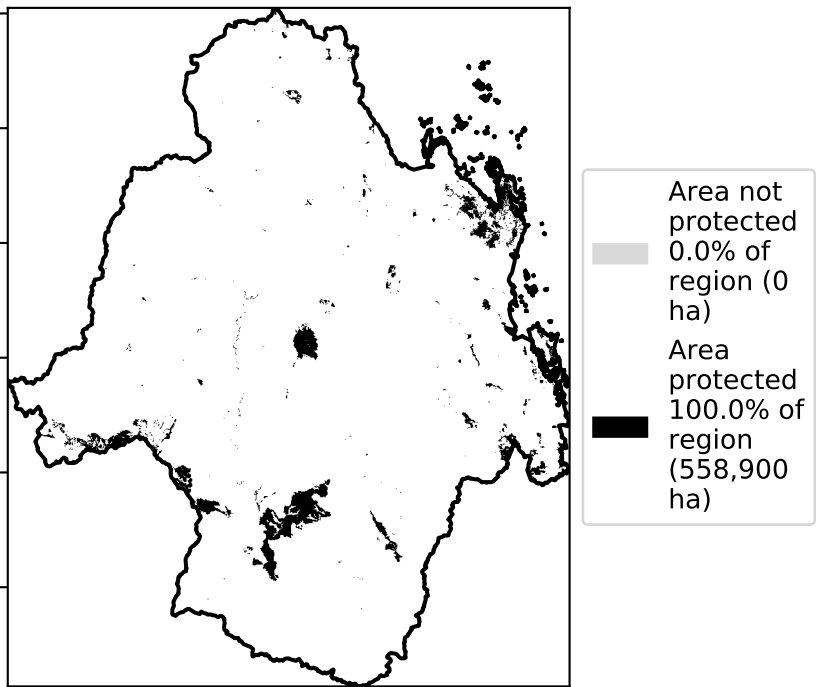 Area not
protected
0.0% of
region (0
ha)
Area
protected
100.0% of
region
(558,900
ha)